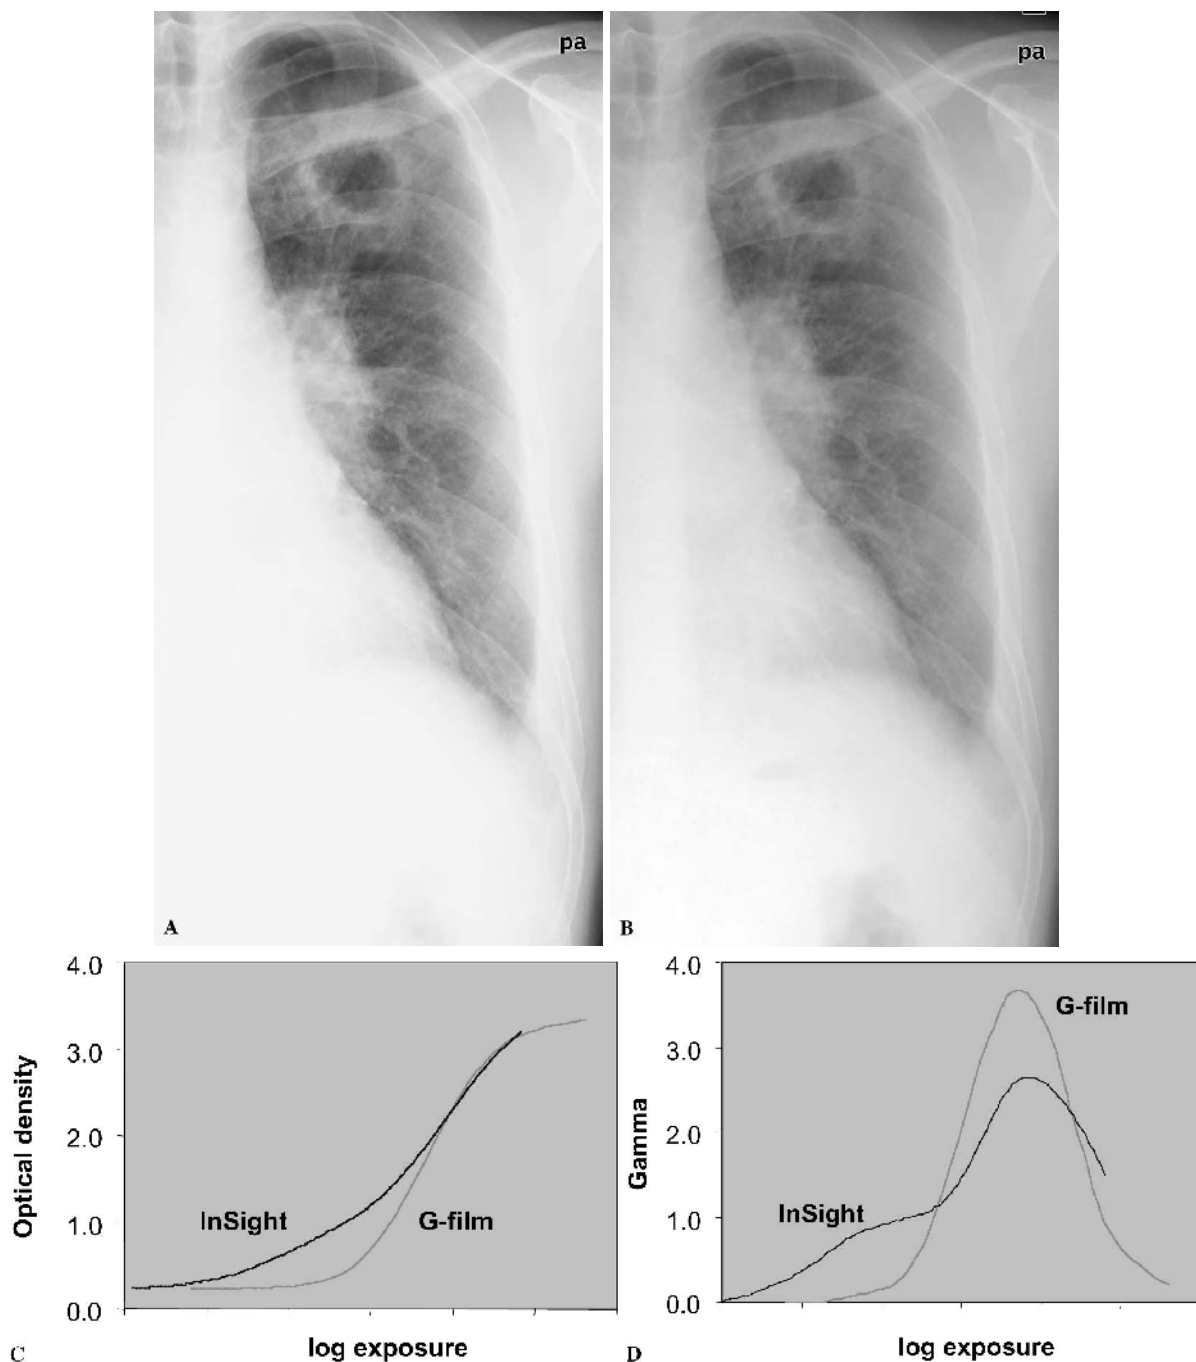 pa
pa
A
B
4.0
3.0
2.0
1.0
0.0
Optical density
InSight
G-film
log exposure
C
4.0
3.0
2.0
1.0
0.0
Gamma
G-film
InSight
log exposure
D